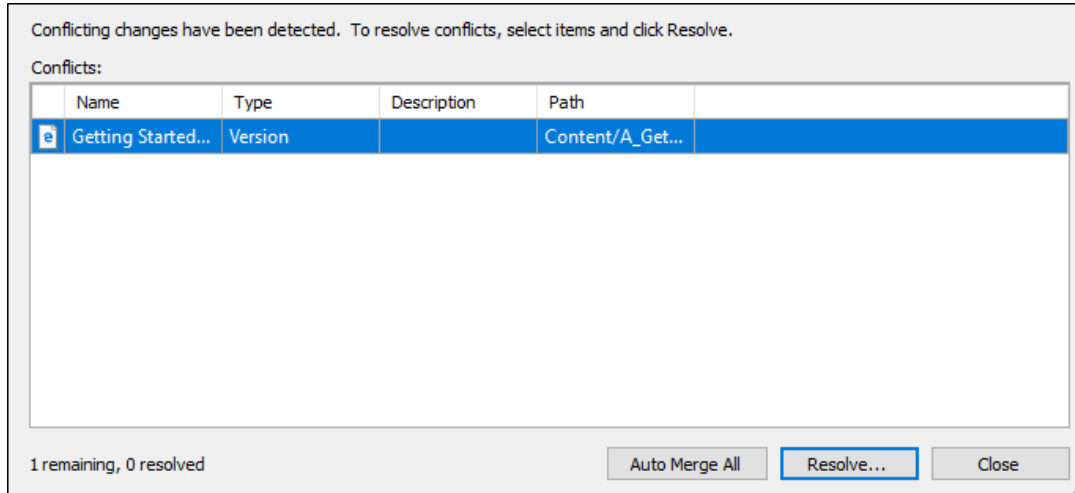 Conflicting changes have been detected.  To resolve conflicts, select items and click Resolve.
Conflicts:
Name Type Description Path
Getting Started... Version Content/A_Get...
1 remaining, 0 resolved Auto Merge All Resolve... Close